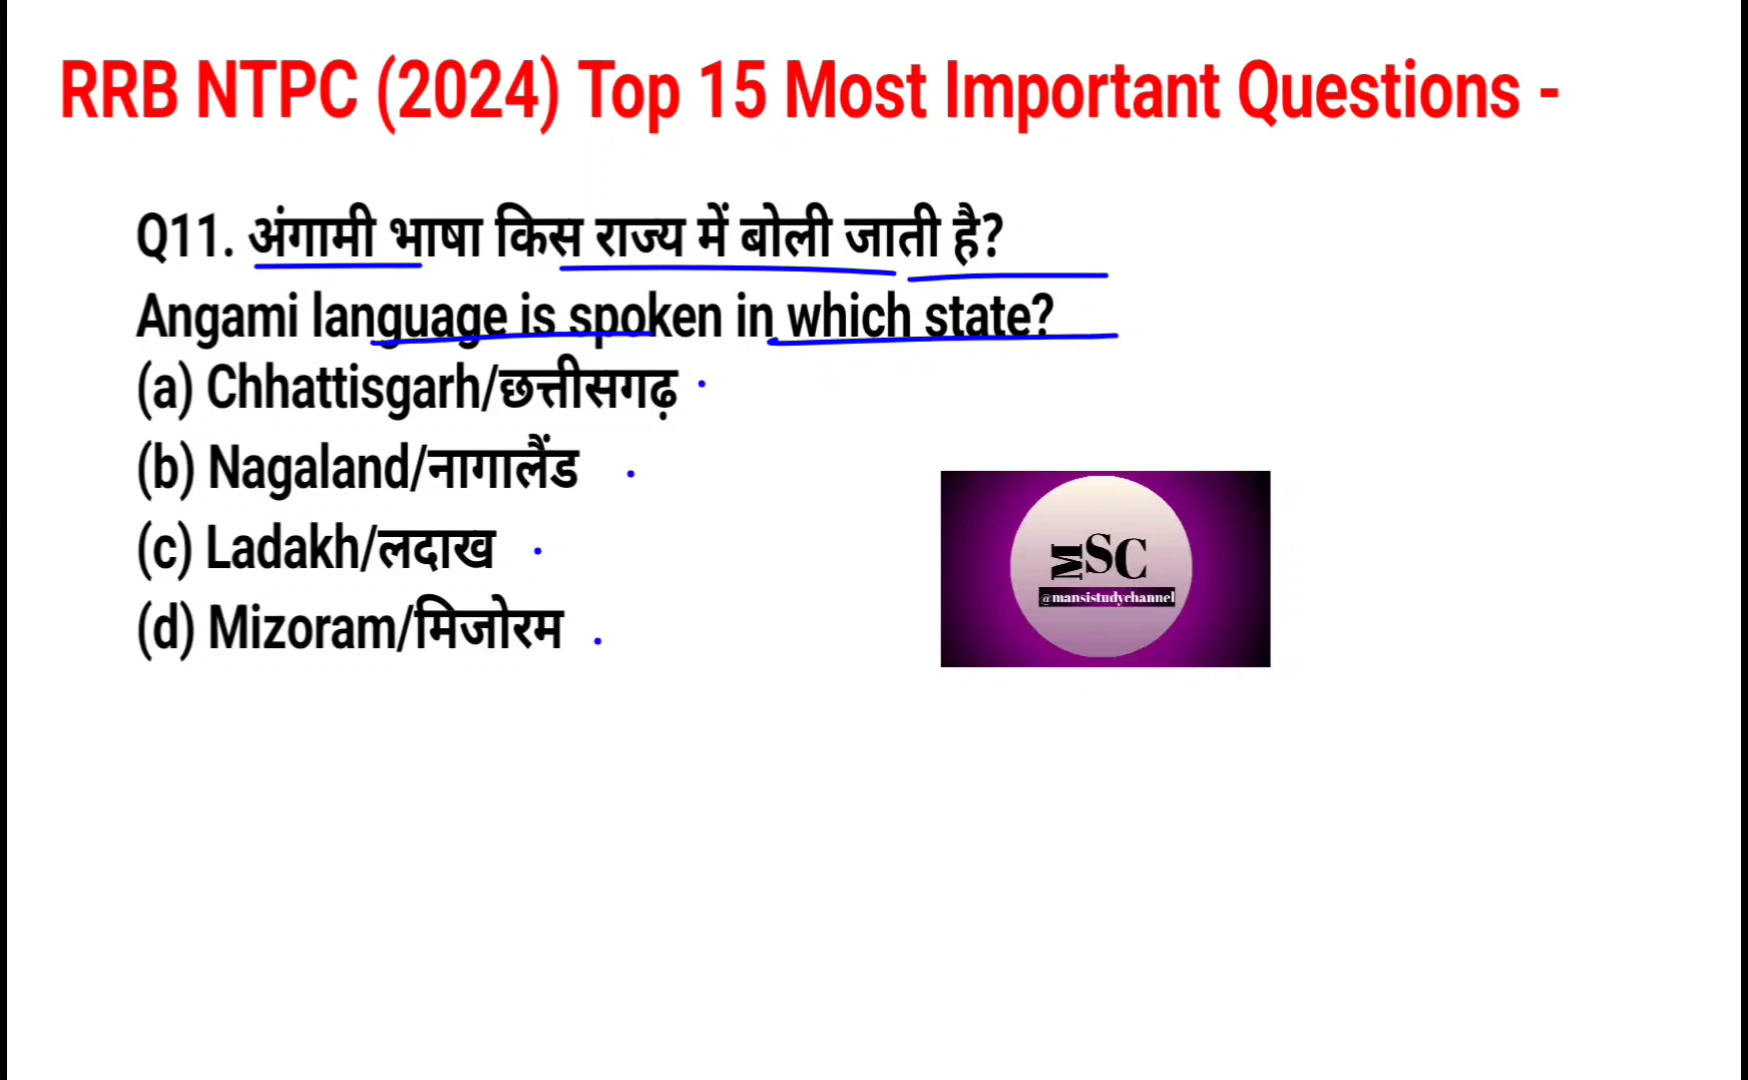 RRB NTPC (2024) Top 15 Most Important Questions -
Q11. अंगामी भाषा किस राज्य में बोली जाती है?
Angami language is spoken in which state?
(a) Chhattisgarh/छत्तीसगढ़
(b) Nagaland/नागालैंड
(c) Ladakh/लदाख
(d) Mizoram/मिजोरम
MSC
@mansistudychannel